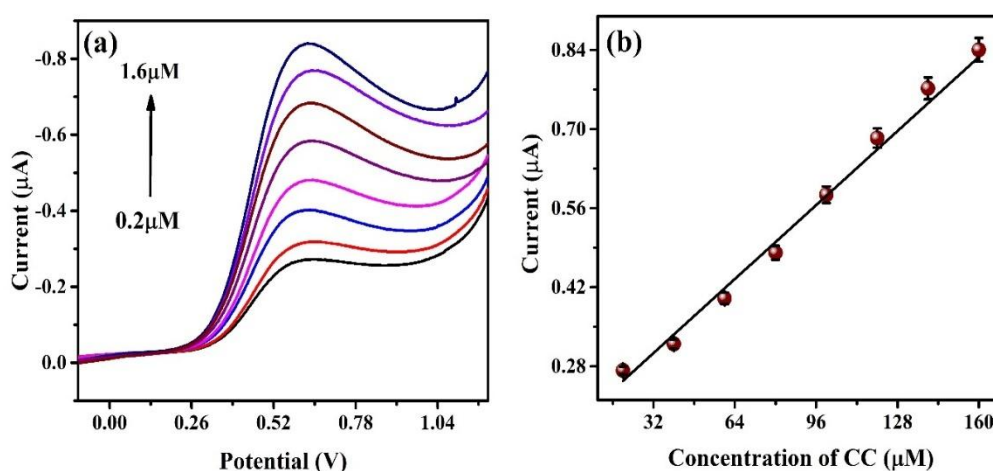 (a)
1.6µM
0.2µM
Current (µA)
-0.8
-0.6
-0.4
-0.2
0.0
0.00 0.26 0.52 0.78 1.04
Potential (V)
(b)
Current (µA)
0.84
0.70
0.56
0.42
0.28
32 64 96 128 160
Concentration of CC (µM)